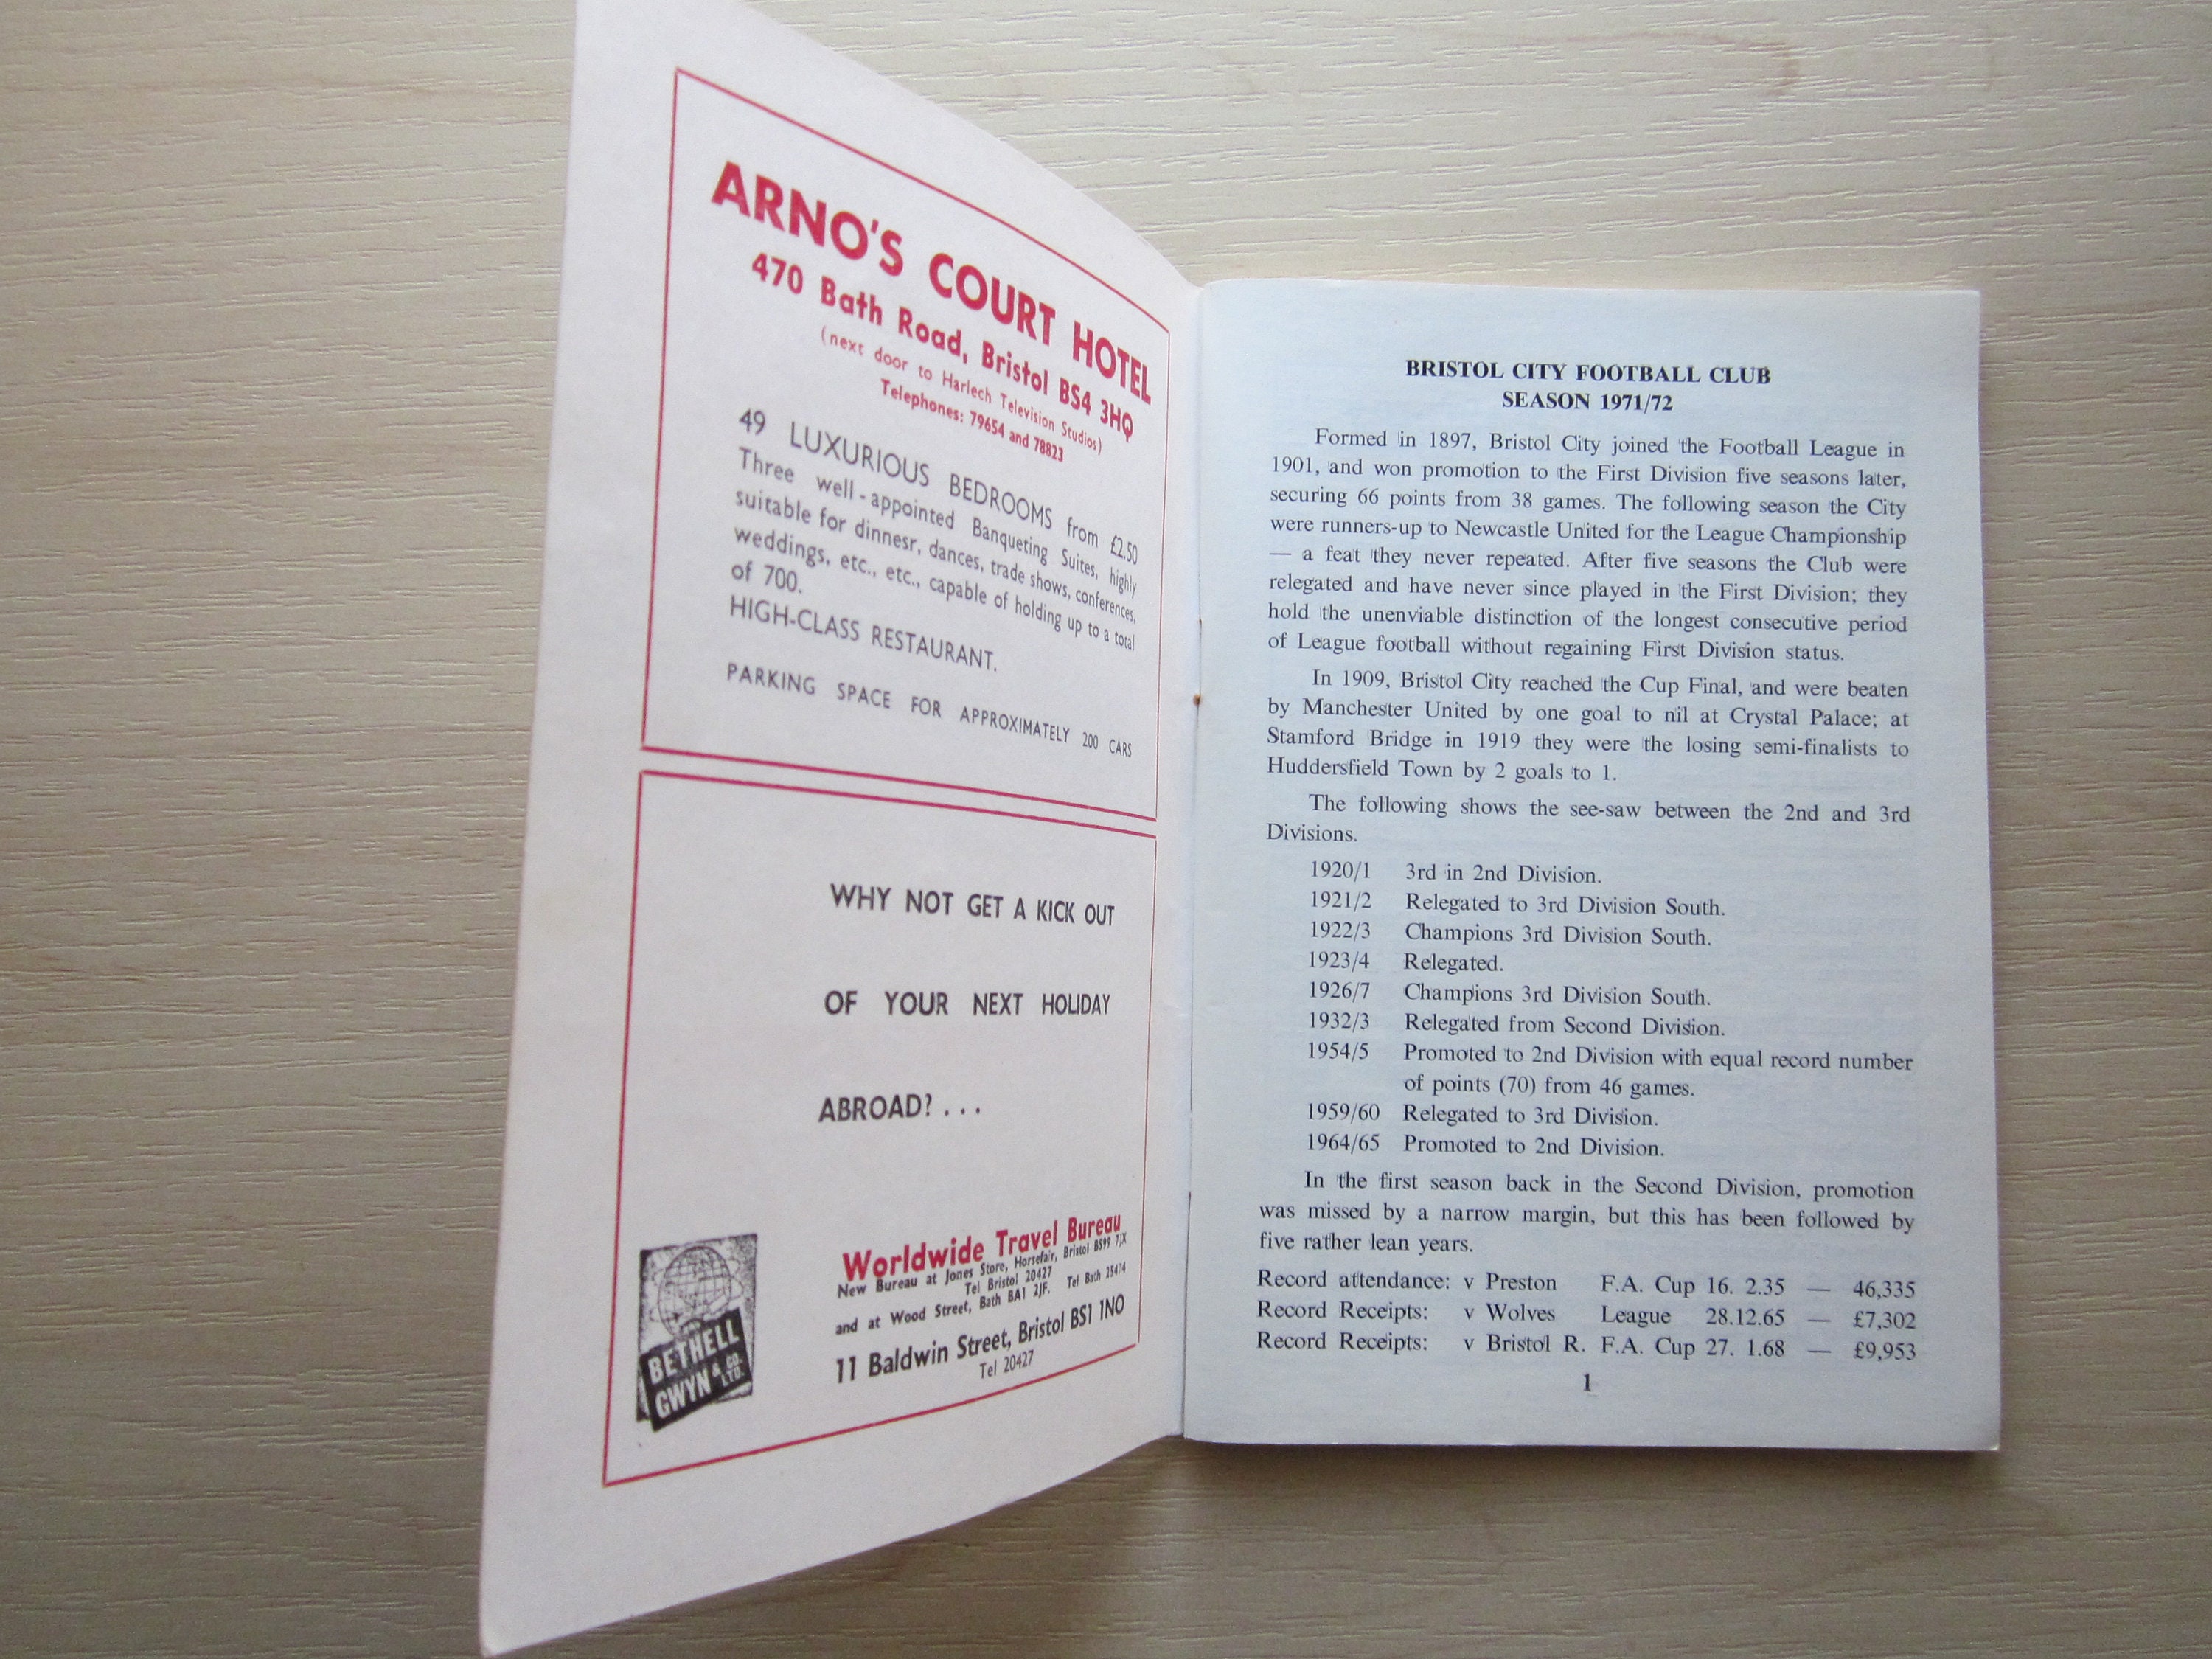 ARNO'S COURT HOTEL
470 Bath Road, Bristol BS4 3HQ
(next door to Harlech Television Studios)
Telephones: 79654 and 78823
49 LUXURIOUS BEDROOMS from £2.50
Three well-appointed Banqueting Suites, highly
suitable for dinnesr, dances, trade shows, conferences,
weddings, etc., etc., capable of holding up to a total
of 700.
HIGH-CLASS RESTAURANT.
PARKING SPACE FOR APPROXIMATELY 200 CARS
WHY NOT GET A KICK OUT
OF YOUR NEXT HOLIDAY
ABROAD? . . .
BETHELL
GWYN & CO. LTD.
Worldwide Travel Bureau
New Bureau at Jones Store, Horsefair, Bristol BS99 7JX
Tel Bristol 20427
and at Wood Street, Bath BA1 2JF. Tel Bath 25474
11 Baldwin Street, Bristol BS1 1NO
Tel 20427
BRISTOL CITY FOOTBALL CLUB
SEASON 1971/72
Formed in 1897, Bristol City joined the Football League in
1901, and won promotion to the First Division five seasons later,
securing 66 points from 38 games. The following season the City
were runners-up to Newcastle United for the League Championship
— a feat they never repeated. After five seasons the Club were
relegated and have never since played in the First Division; they
hold the unenviable distinction of the longest consecutive period
of League football without regaining First Division status.
In 1909, Bristol City reached the Cup Final, and were beaten
by Manchester United by one goal to nil at Crystal Palace; at
Stamford Bridge in 1919 they were the losing semi-finalists to
Huddersfield Town by 2 goals to 1.
The following shows the see-saw between the 2nd and 3rd
Divisions.
1920/1 3rd in 2nd Division.
1921/2 Relegated to 3rd Division South.
1922/3 Champions 3rd Division South.
1923/4 Relegated.
1926/7 Champions 3rd Division South.
1932/3 Relegated from Second Division.
1954/5 Promoted to 2nd Division with equal record number
of points (70) from 46 games.
1959/60 Relegated to 3rd Division.
1964/65 Promoted to 2nd Division.
In the first season back in the Second Division, promotion
was missed by a narrow margin, but this has been followed by
five rather lean years.
Record attendance: v Preston F.A. Cup 16. 2.35 — 46,335
Record Receipts: v Wolves League 28.12.65 — £7,302
Record Receipts: v Bristol R. F.A. Cup 27. 1.68 — £9,953
1